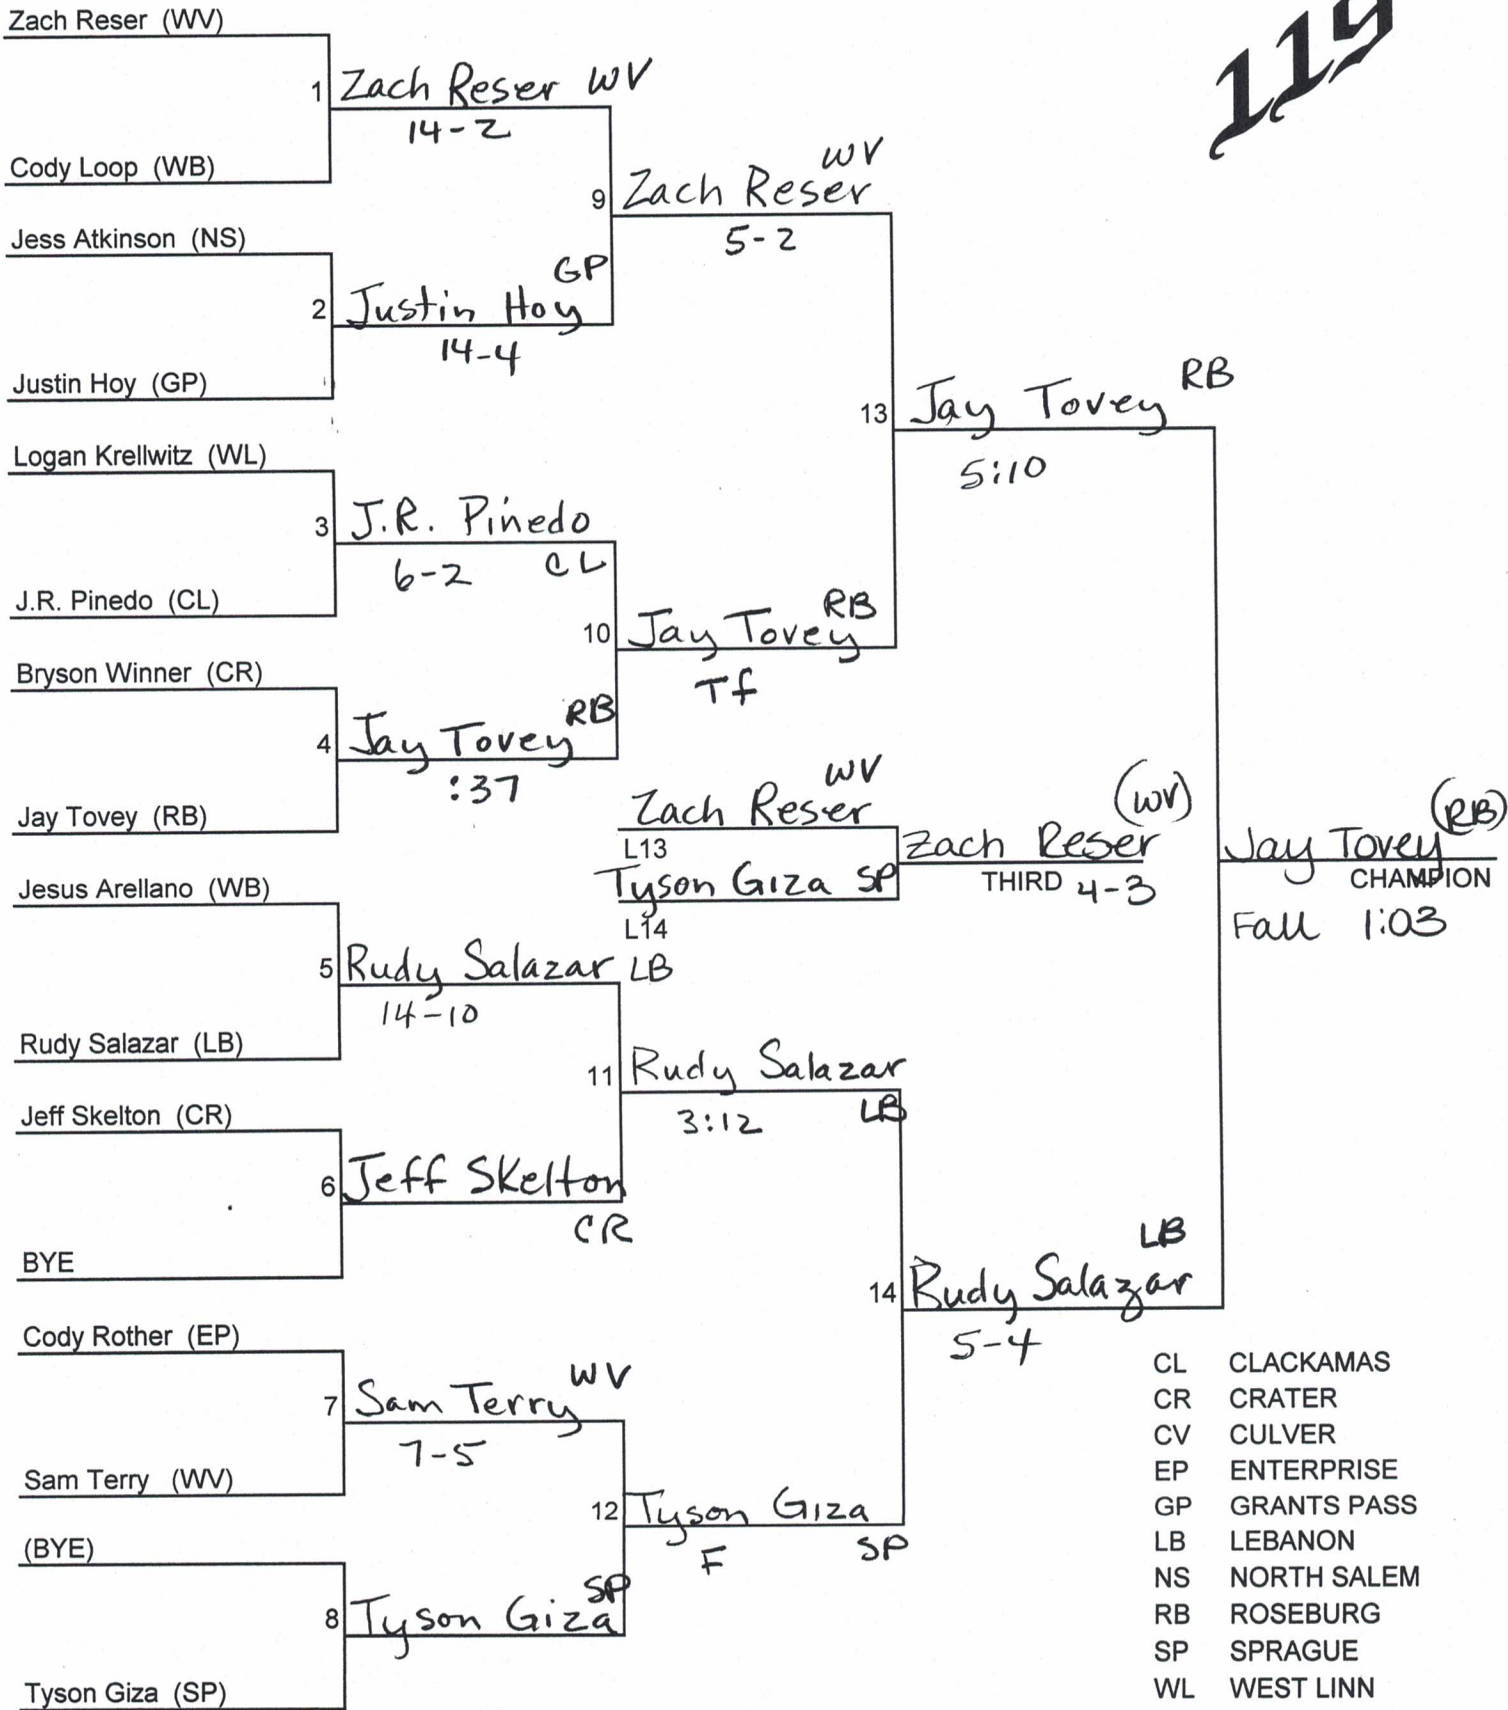 119
Zach Reser (WV)
1 Zach Reser WV
14-2
Cody Loop (WB)
WV
9 Zach Reser
5-2
Jess Atkinson (NS)
GP
2 Justin Hoy
14-4
Justin Hoy (GP)
RB
13 Jay Tovey
5:10
Logan Krellwitz (WL)
3 J.R. Pinedo
6-2 CL
J.R. Pinedo (CL)
RB
10 Jay Tovey
Tf
Bryson Winner (CR)
RB
4 Jay Tovey
:37
Jay Tovey (RB)
WV
Zach Reser
L13
Tyson Giza SP
L14
(WV)
Zach Reser
THIRD 4-3
(RB)
Jay Tovey
CHAMPION
Fall 1:03
Jesus Arellano (WB)
5 Rudy Salazar LB
14-10
Rudy Salazar (LB)
11 Rudy Salazar
3:12 LB
Jeff Skelton (CR)
6 Jeff Skelton
CR
BYE
LB
14 Rudy Salazar
5-4
Cody Rother (EP)
WV
7 Sam Terry
7-5
Sam Terry (WV)
12 Tyson Giza
F SP
(BYE)
SP
8 Tyson Giza
Tyson Giza (SP)
CL CLACKAMAS
CR CRATER
CV CULVER
EP ENTERPRISE
GP GRANTS PASS
LB LEBANON
NS NORTH SALEM
RB ROSEBURG
SP SPRAGUE
WL WEST LINN